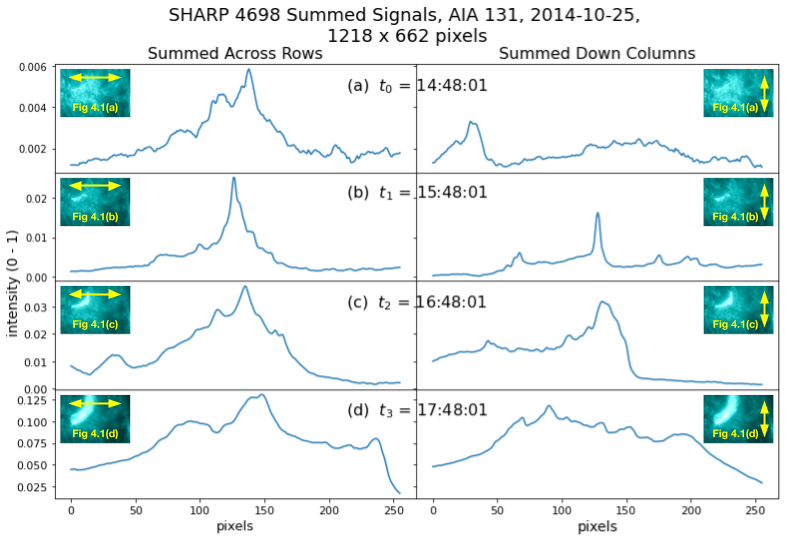 SHARP 4698 Summed Signals, AIA 131, 2014-10-25,
1218 x 662 pixels
Summed Across Rows
Summed Down Columns
intensity (0 - 1)
0.006
0.004
0.002
Fig 4.1(a)
(a) t0 = 14:48:01
Fig 4.1(a)
0.02
0.01
0.00
Fig 4.1(b)
(b) t1 = 15:48:01
Fig 4.1(b)
0.03
0.02
0.01
0.00
Fig 4.1(c)
(c) t2 = 16:48:01
Fig 4.1(c)
0.125
0.100
0.075
0.050
0.025
Fig 4.1(d)
(d) t3 = 17:48:01
Fig 4.1(d)
0 50 100 150 200 250
0 50 100 150 200 250
pixels
pixels